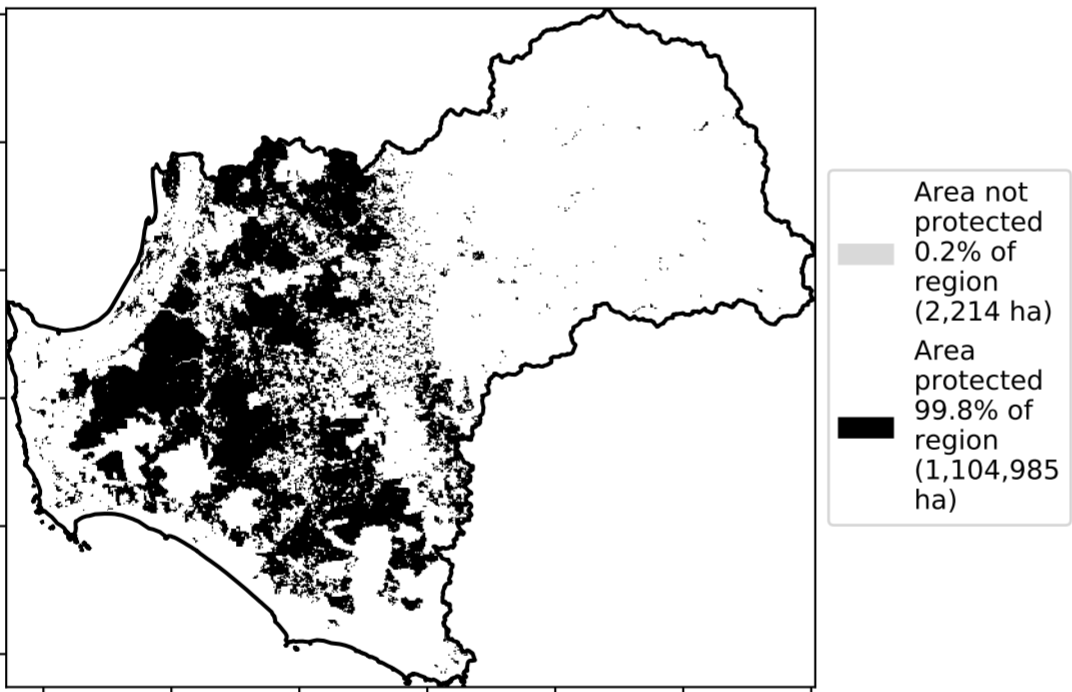 Area not
protected
0.2% of
region
(2,214 ha)
Area
protected
99.8% of
region
(1,104,985
ha)